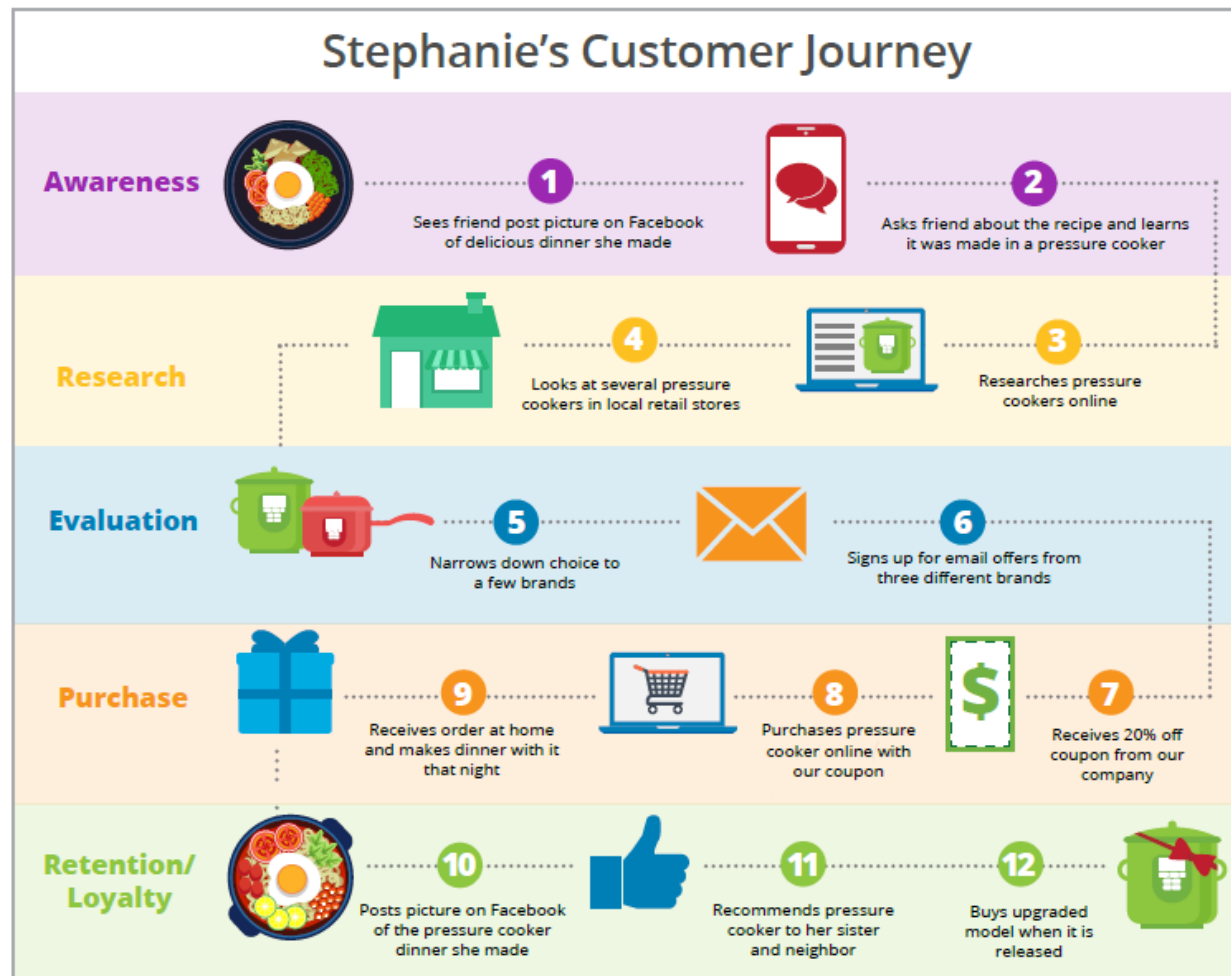 Stephanie’s Customer Journey
Awareness
1
Sees friend post picture on Facebook
of delicious dinner she made
2
Asks friend about the recipe and learns
it was made in a pressure cooker
Research
3
Researches pressure
cookers online
4
Looks at several pressure
cookers in local retail stores
Evaluation
5
Narrows down choice to
a few brands
6
Signs up for email offers from
three different brands
Purchase
$
7
Receives 20% off
coupon from our
company
8
Purchases pressure
cooker online with
our coupon
9
Receives order at home
and makes dinner with it
that night
Retention/
Loyalty
10
Posts picture on Facebook
of the pressure cooker
dinner she made
11
Recommends pressure
cooker to her sister
and neighbor
12
Buys upgraded
model when it is
released